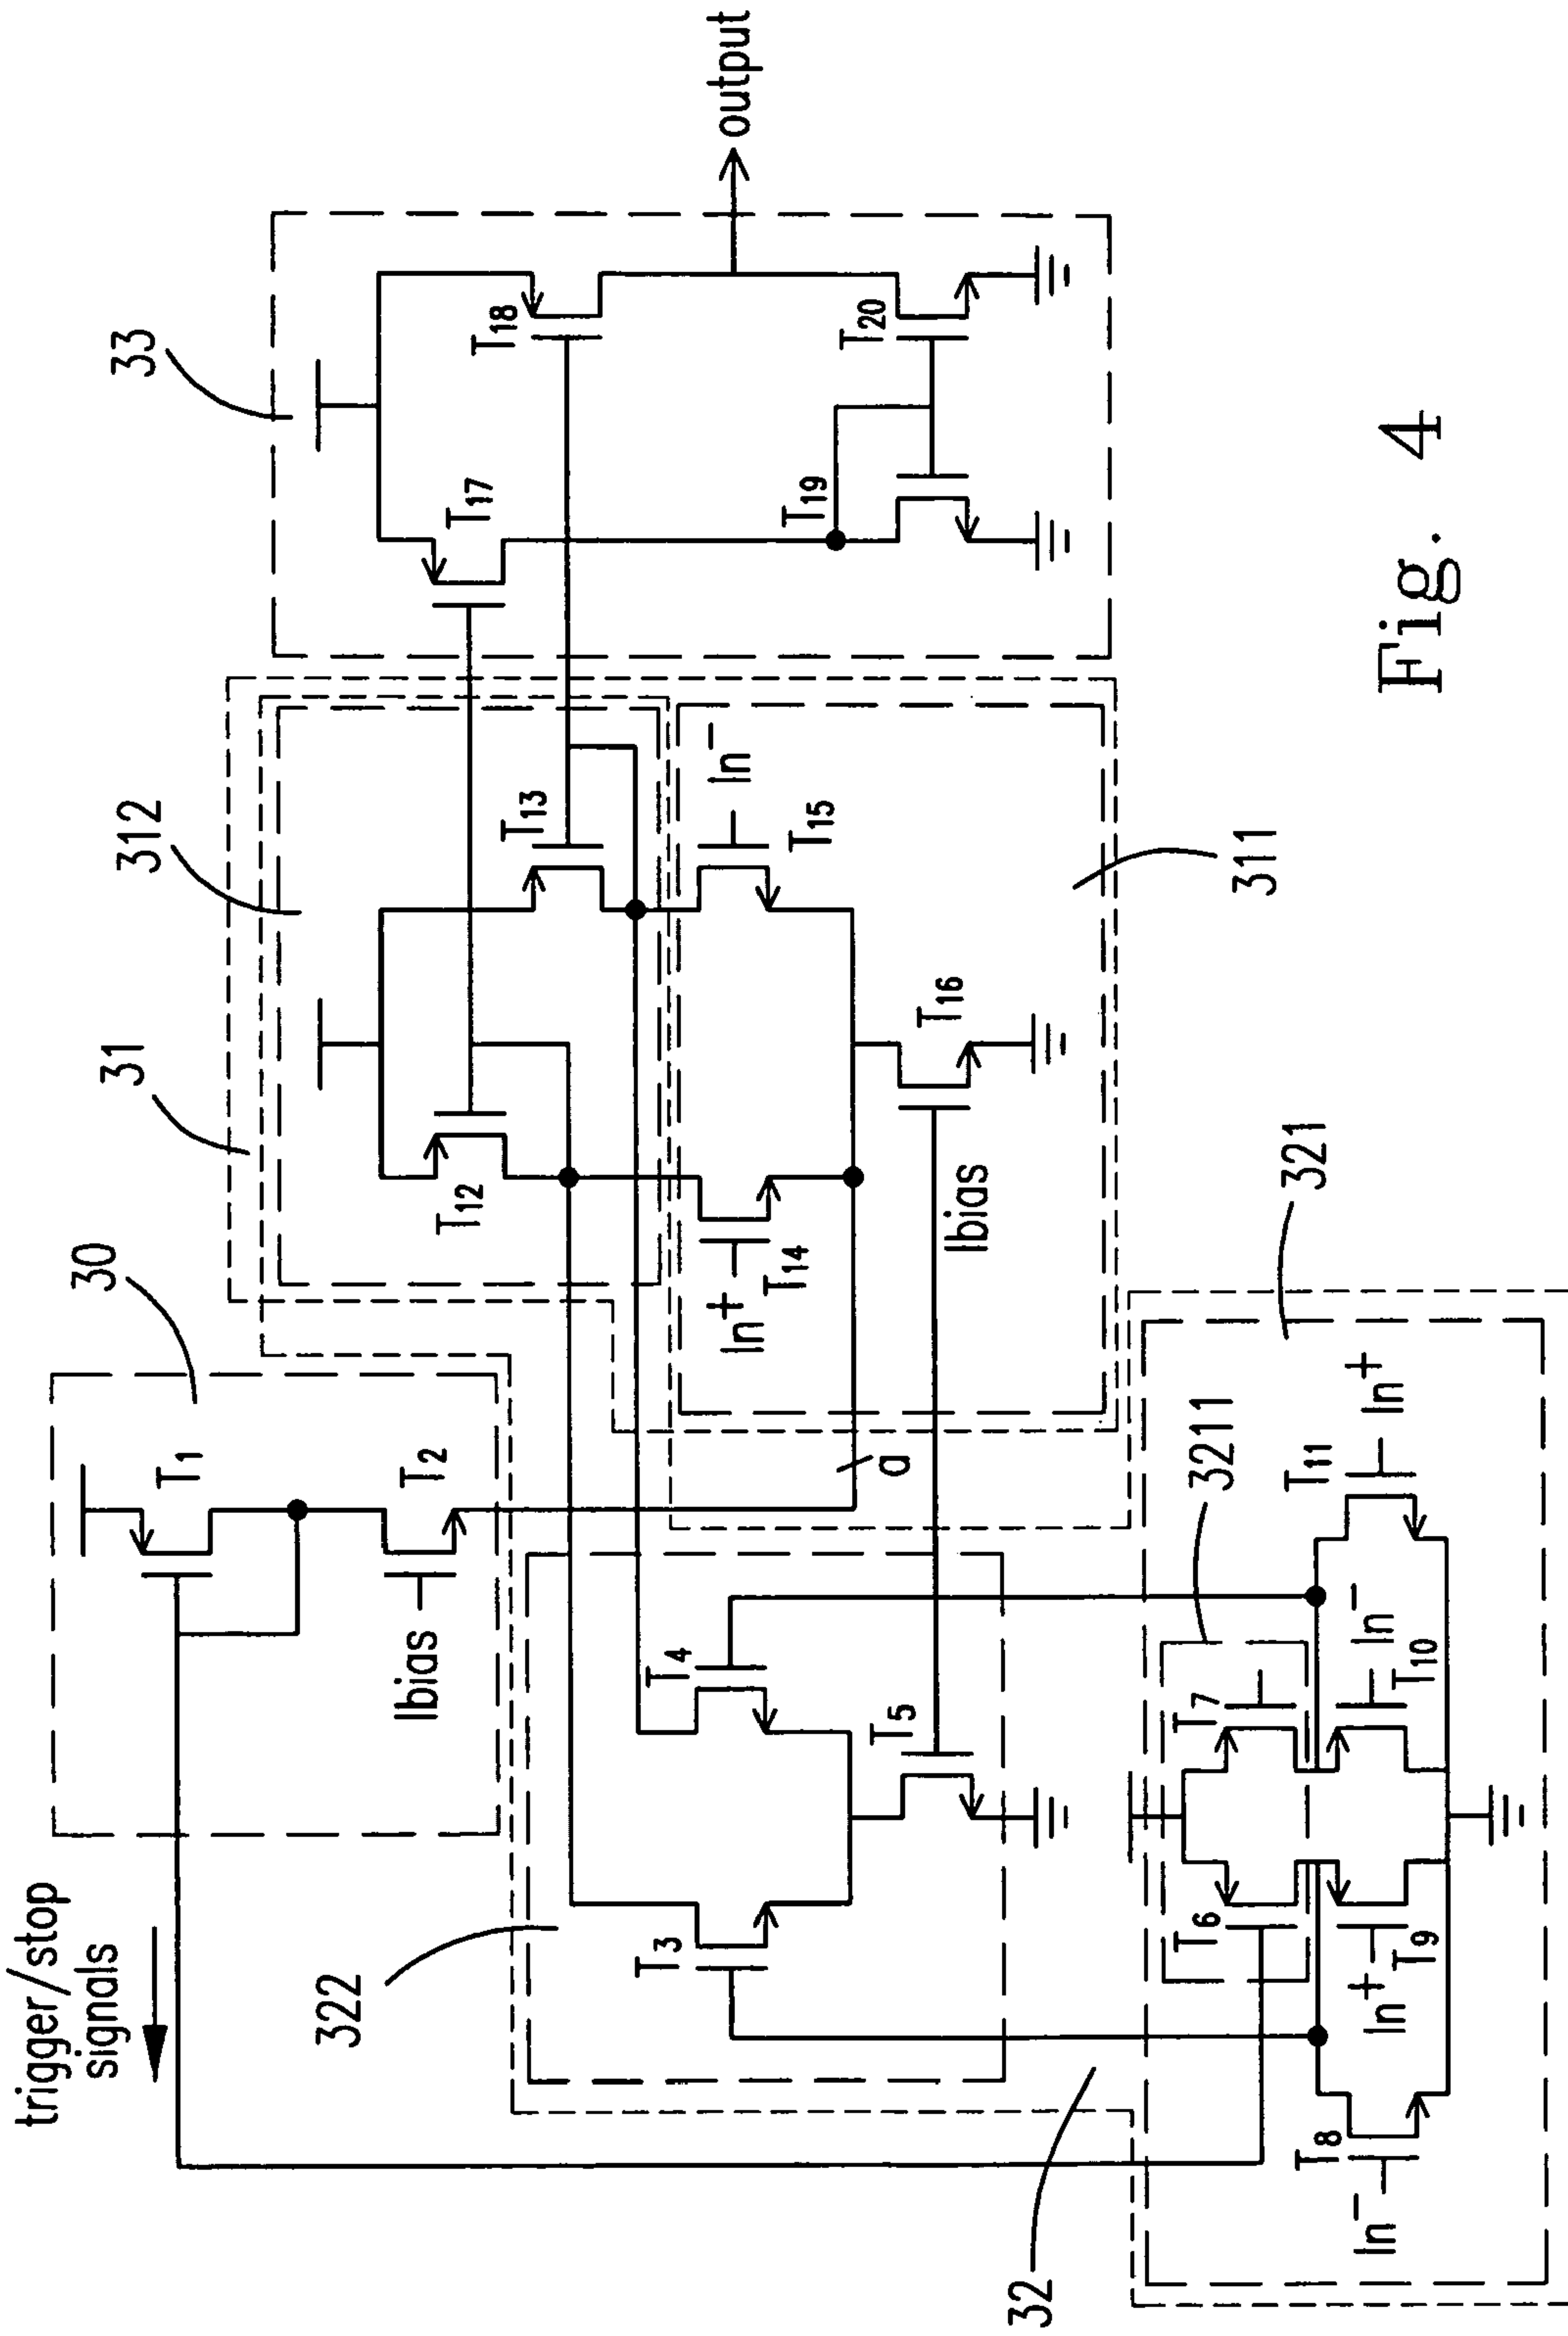 trigger/stop
signals
30
31
312
33
T1
T2
Ibias
T12
T13
T17
T18
output
322
T3
T4
T5
a
In+
T14
In-
T15
T16
Ibias
T19
T20
311
32
321
3211
T6
T7
In-
T8
In+
T9
In-
T10
T11
In+
Fig. 4